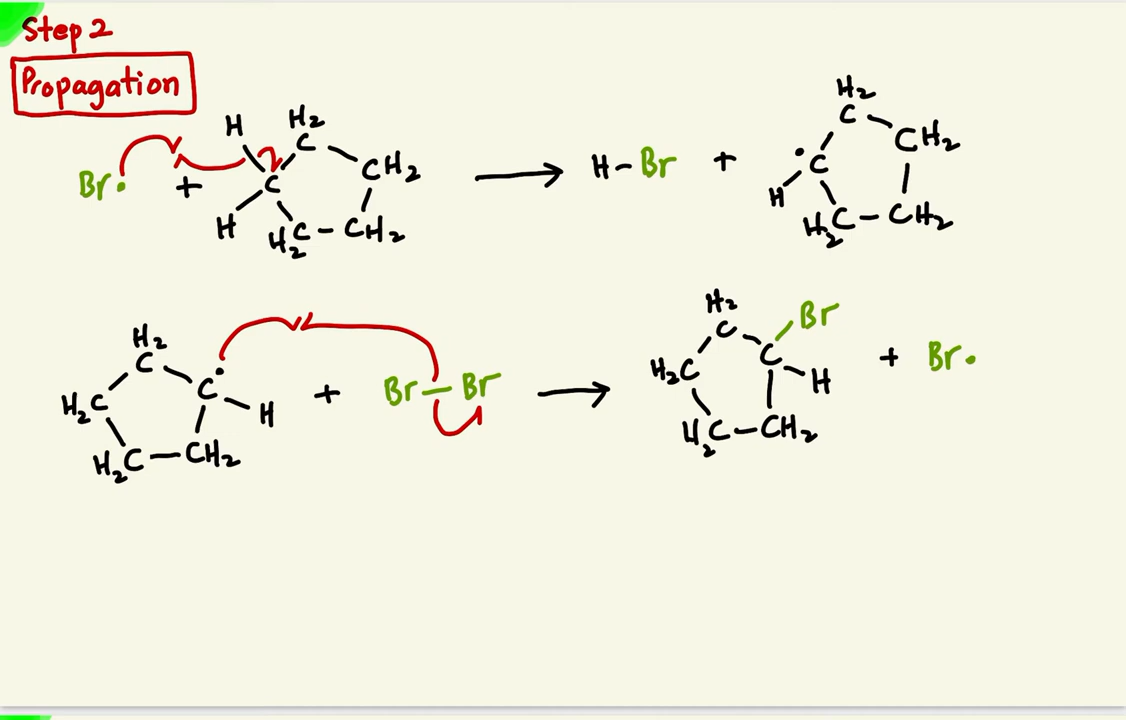 Step 2
Propagation
Br• + H H C H2 C CH2 CH2 H2C → H-Br + •C H H2 C CH2 CH2 H2C
H2 C H2C H2C CH2 C• H + Br-Br → H2 C H2C H2C CH2 C Br H + Br•